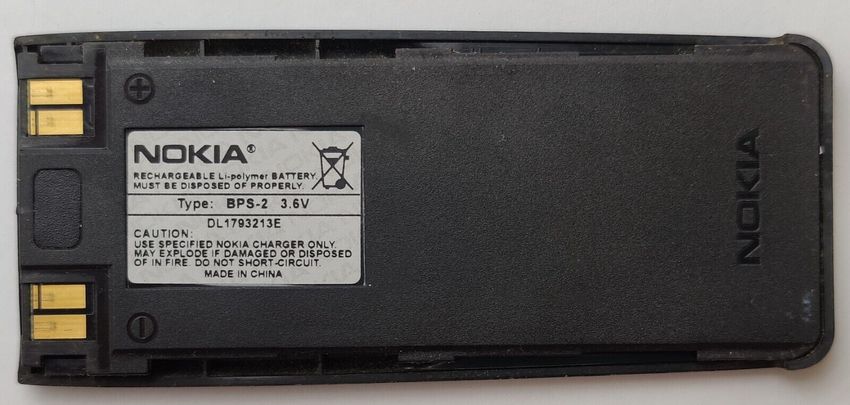 NOKIA®
RECHARGEABLE Li-polymer BATTERY.
MUST BE DISPOSED OF PROPERLY.
Type: BPS-2 3.6V
DL1793213E
CAUTION:
USE SPECIFIED NOKIA CHARGER ONLY.
MAY EXPLODE IF DAMAGED OR DISPOSED
OF IN FIRE. DO NOT SHORT-CIRCUIT.
MADE IN CHINA
NOKIA